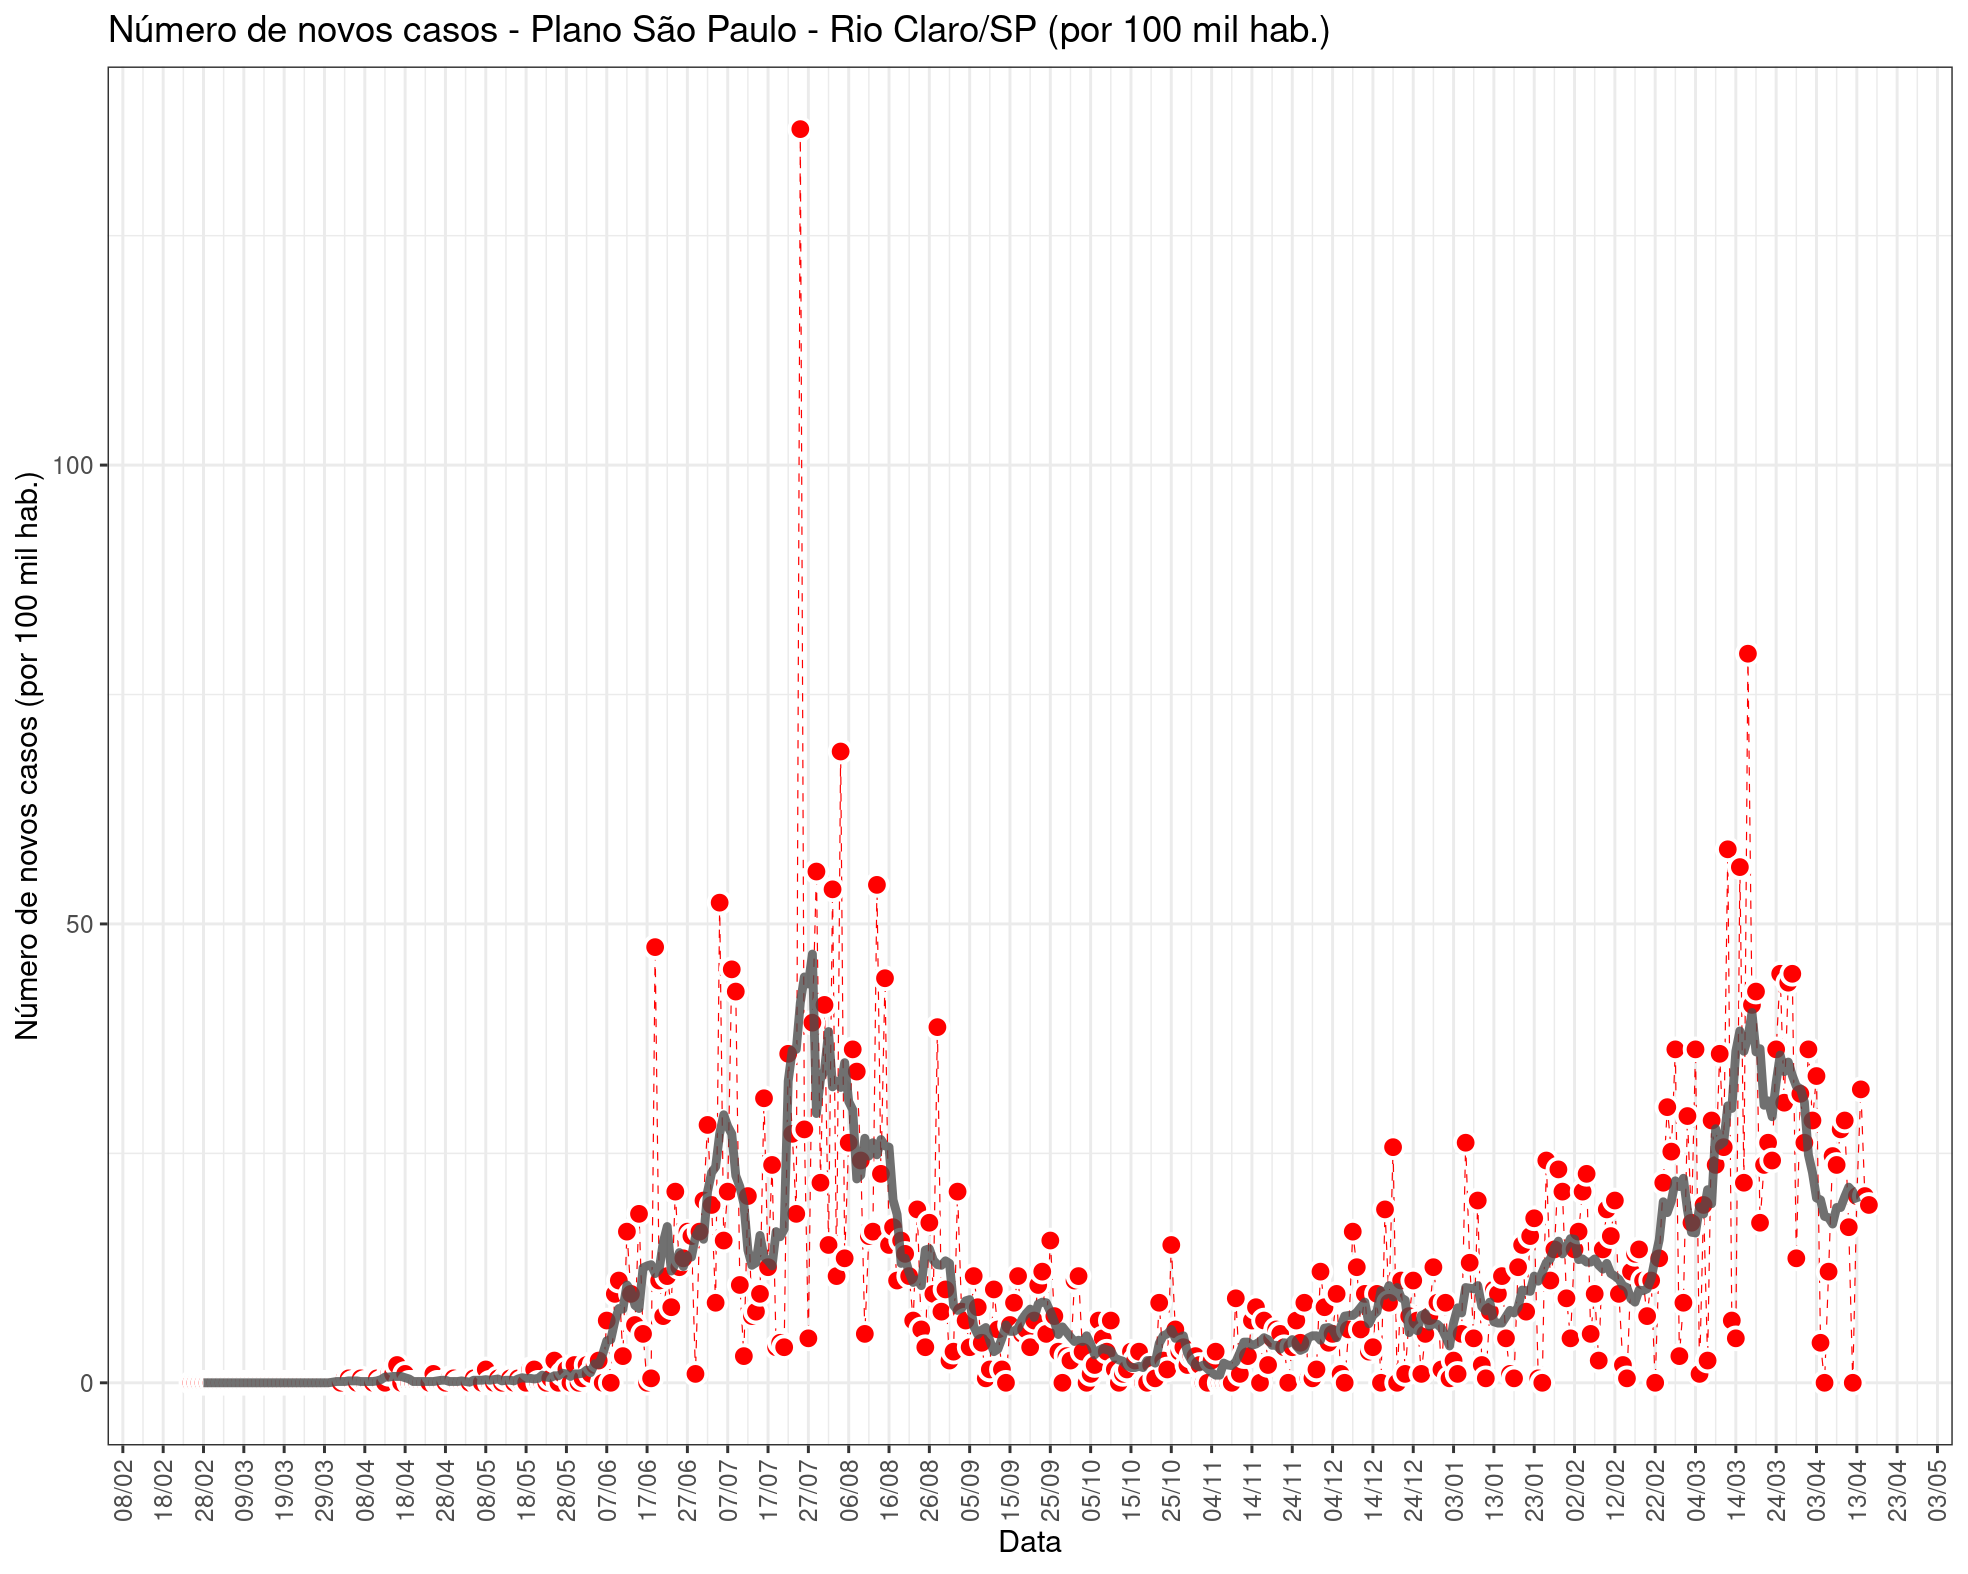 Número de novos casos - Plano São Paulo - Rio Claro/SP (por 100 mil hab.)
Número de novos casos (por 100 mil hab.)
100
50
0
08/02 18/02 28/02 09/03 19/03 29/03 08/04 18/04 28/04 08/05 18/05 28/05 07/06 17/06 27/06 07/07 17/07 27/07 06/08 16/08 26/08 05/09 15/09 25/09 05/10 15/10 25/10 04/11 14/11 24/11 04/12 14/12 24/12 03/01 13/01 23/01 02/02 12/02 22/02 04/03 14/03 24/03 03/04 13/04 23/04 03/05
Data